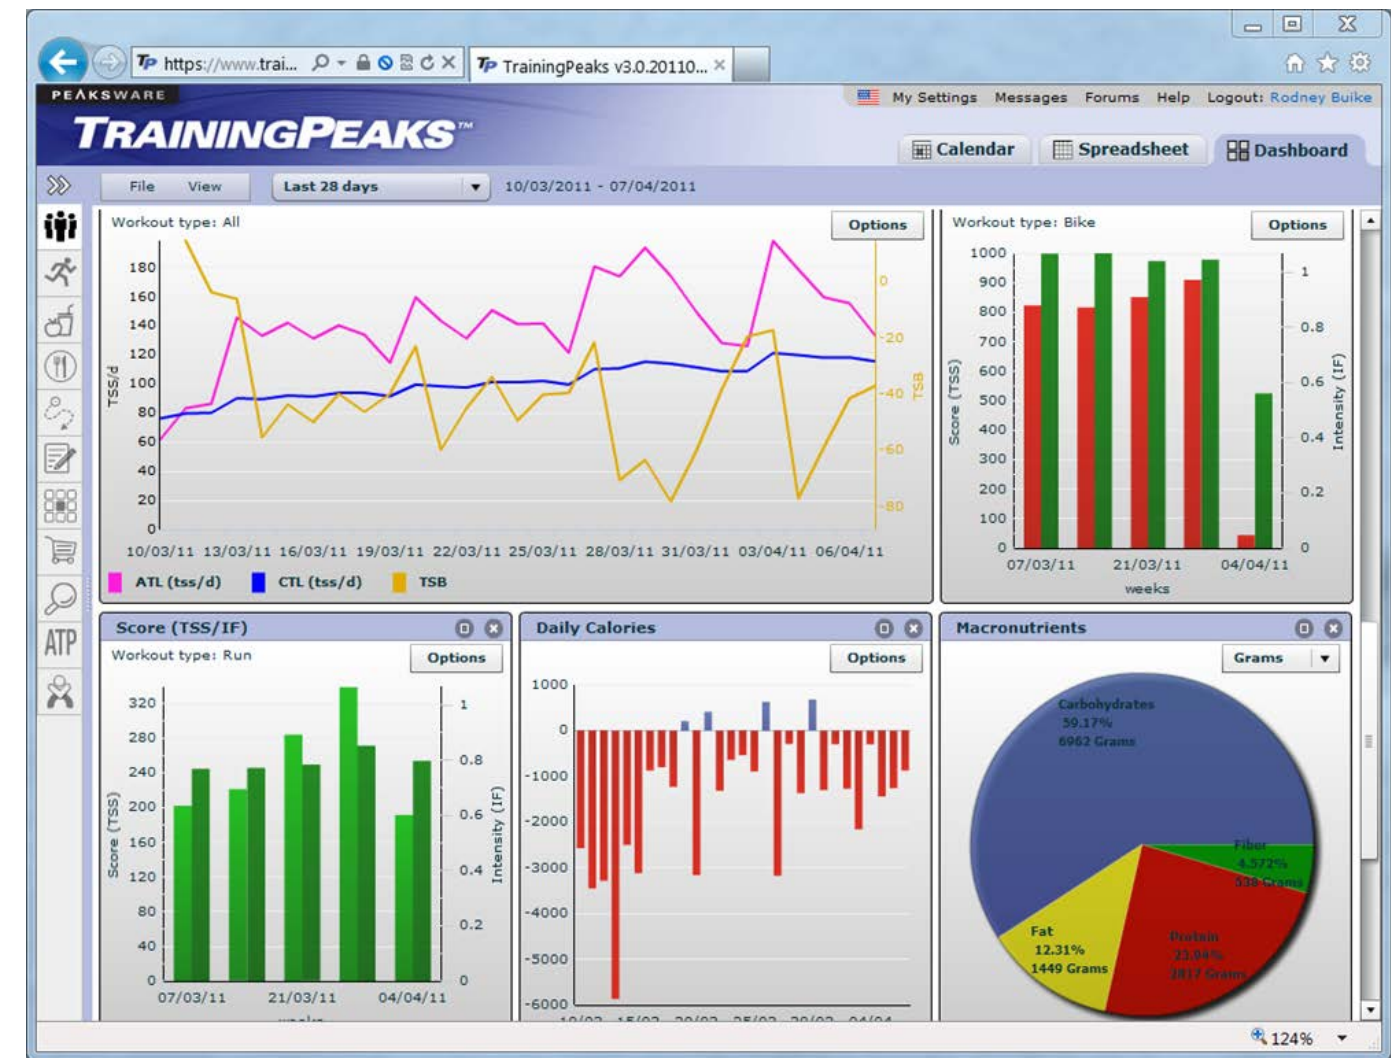 https://www.trai...
TP TrainingPeaks v3.0.20110...
PEAKSWARE
My Settings Messages Forums Help Logout: Rodney Buike
TRAININGPEAKS™
Calendar Spreadsheet Dashboard
File View Last 28 days 10/03/2011 - 07/04/2011
Workout type: All Options
180
160
140
120
100
80
60
40
20
0
TSS/d
0
-20
-40
-60
-80
TSB
10/03/11 13/03/11 16/03/11 19/03/11 22/03/11 25/03/11 28/03/11 31/03/11 03/04/11 06/04/11
ATL (tss/d) CTL (tss/d) TSB
Workout type: Bike Options
1000
900
800
700
600
500
400
300
200
100
0
Score (TSS)
1
0.8
0.6
0.4
0.2
0
Intensity (IF)
07/03/11 21/03/11 04/04/11
weeks
ATP
Score (TSS/IF)
Workout type: Run Options
320
280
240
200
160
120
80
40
0
Score (TSS)
1
0.8
0.6
0.4
0.2
0
Intensity (IF)
07/03/11 21/03/11 04/04/11
Daily Calories
Options
1000
0
-1000
-2000
-3000
-4000
-5000
-6000
Macronutrients
Grams
Carbohydrates
59.17%
6962 Grams
Fiber
4.572%
538 Grams
Fat
12.31%
1449 Grams
Protein
23.94%
2817 Grams
124%